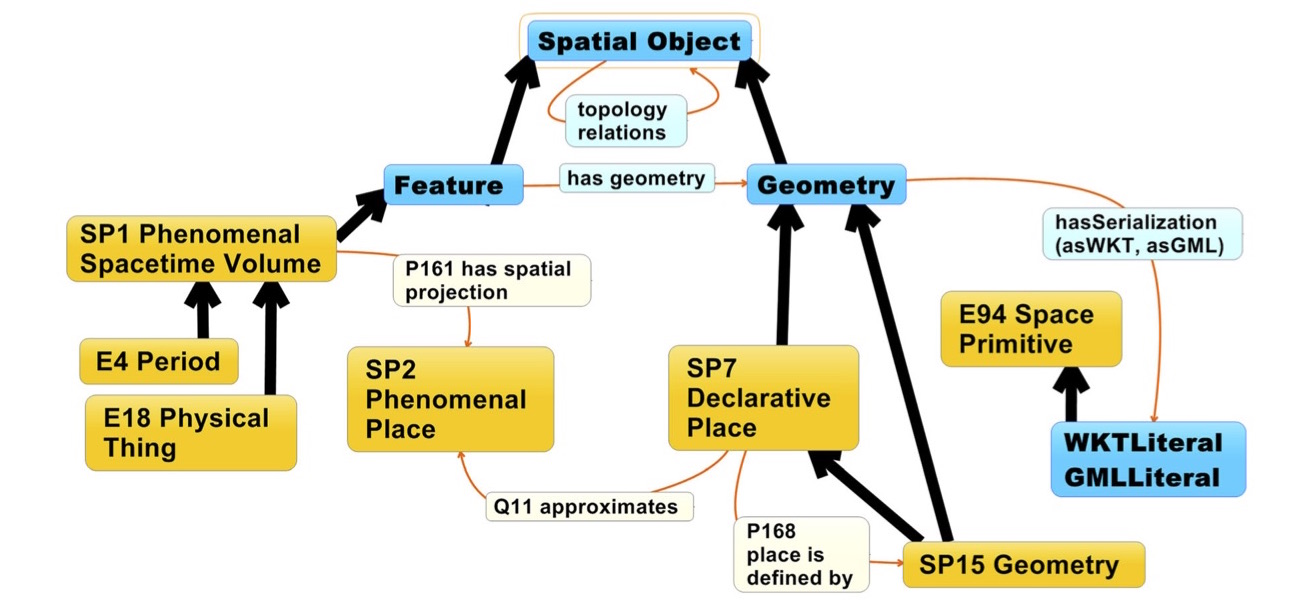 Spatial Object
topology
relations
Feature
has geometry
Geometry
SP1 Phenomenal
Spacetime Volume
hasSerialization
(asWKT, asGML)
P161 has spatial
projection
E4 Period
E94 Space
Primitive
SP2
Phenomenal
Place
SP7
Declarative
Place
E18 Physical
Thing
WKTLiteral
GMLLiteral
Q11 approximates
P168
place is
defined by
SP15 Geometry